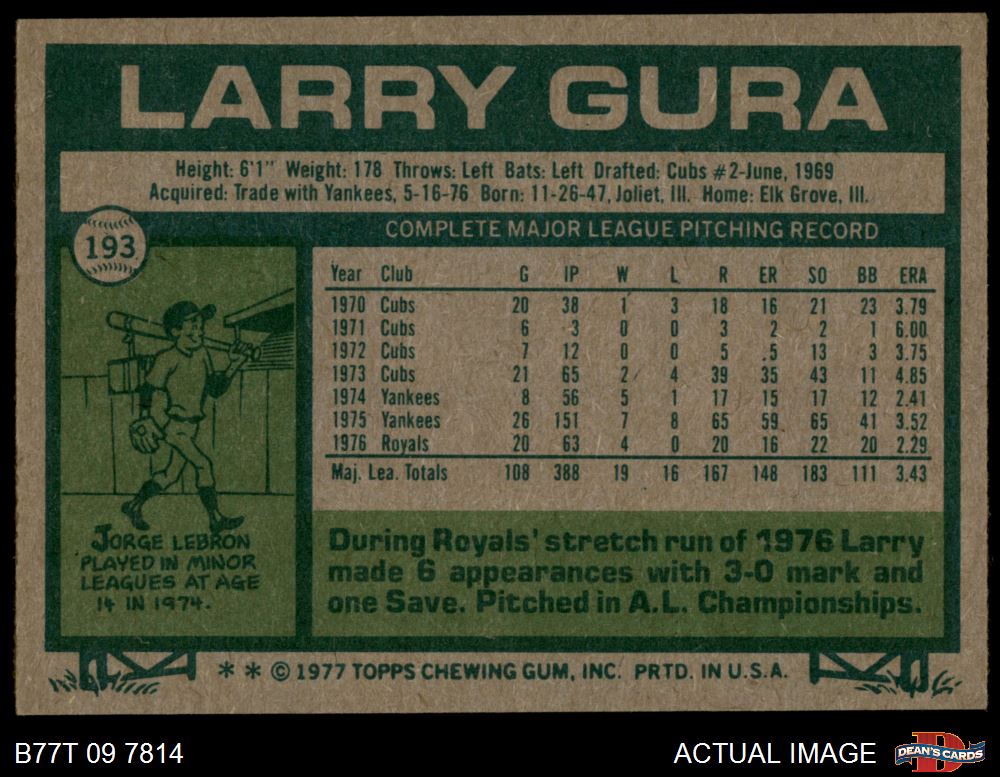 LARRY GURA
Height: 6'1" Weight: 178 Throws: Left Bats: Left Drafted: Cubs #2-June, 1969
Acquired: Trade with Yankees, 5-16-76 Born: 11-26-47, Joliet, Ill. Home: Elk Grove, Ill.
193
COMPLETE MAJOR LEAGUE PITCHING RECORD
Year Club G IP W L R ER SO BB ERA
1970 Cubs 20 38 1 3 18 16 21 23 3.79
1971 Cubs 6 3 0 0 3 2 2 1 6.00
1972 Cubs 7 12 0 0 5 .5 13 3 3.75
1973 Cubs 21 65 2 4 39 35 43 11 4.85
1974 Yankees 8 56 5 1 17 15 17 12 2.41
1975 Yankees 26 151 7 8 65 59 65 41 3.52
1976 Royals 20 63 4 0 20 16 22 20 2.29
Maj. Lea. Totals 108 388 19 16 167 148 183 111 3.43
JORGE LEBRON
PLAYED IN MINOR
LEAGUES AT AGE
14 IN 1974.
During Royals' stretch run of 1976 Larry
made 6 appearances with 3-0 mark and
one Save. Pitched in A.L. Championships.
* * © 1977 TOPPS CHEWING GUM, INC. PRTD. IN U.S.A.
B77T 09 7814
ACTUAL IMAGE
D
DEAN'S CARDS